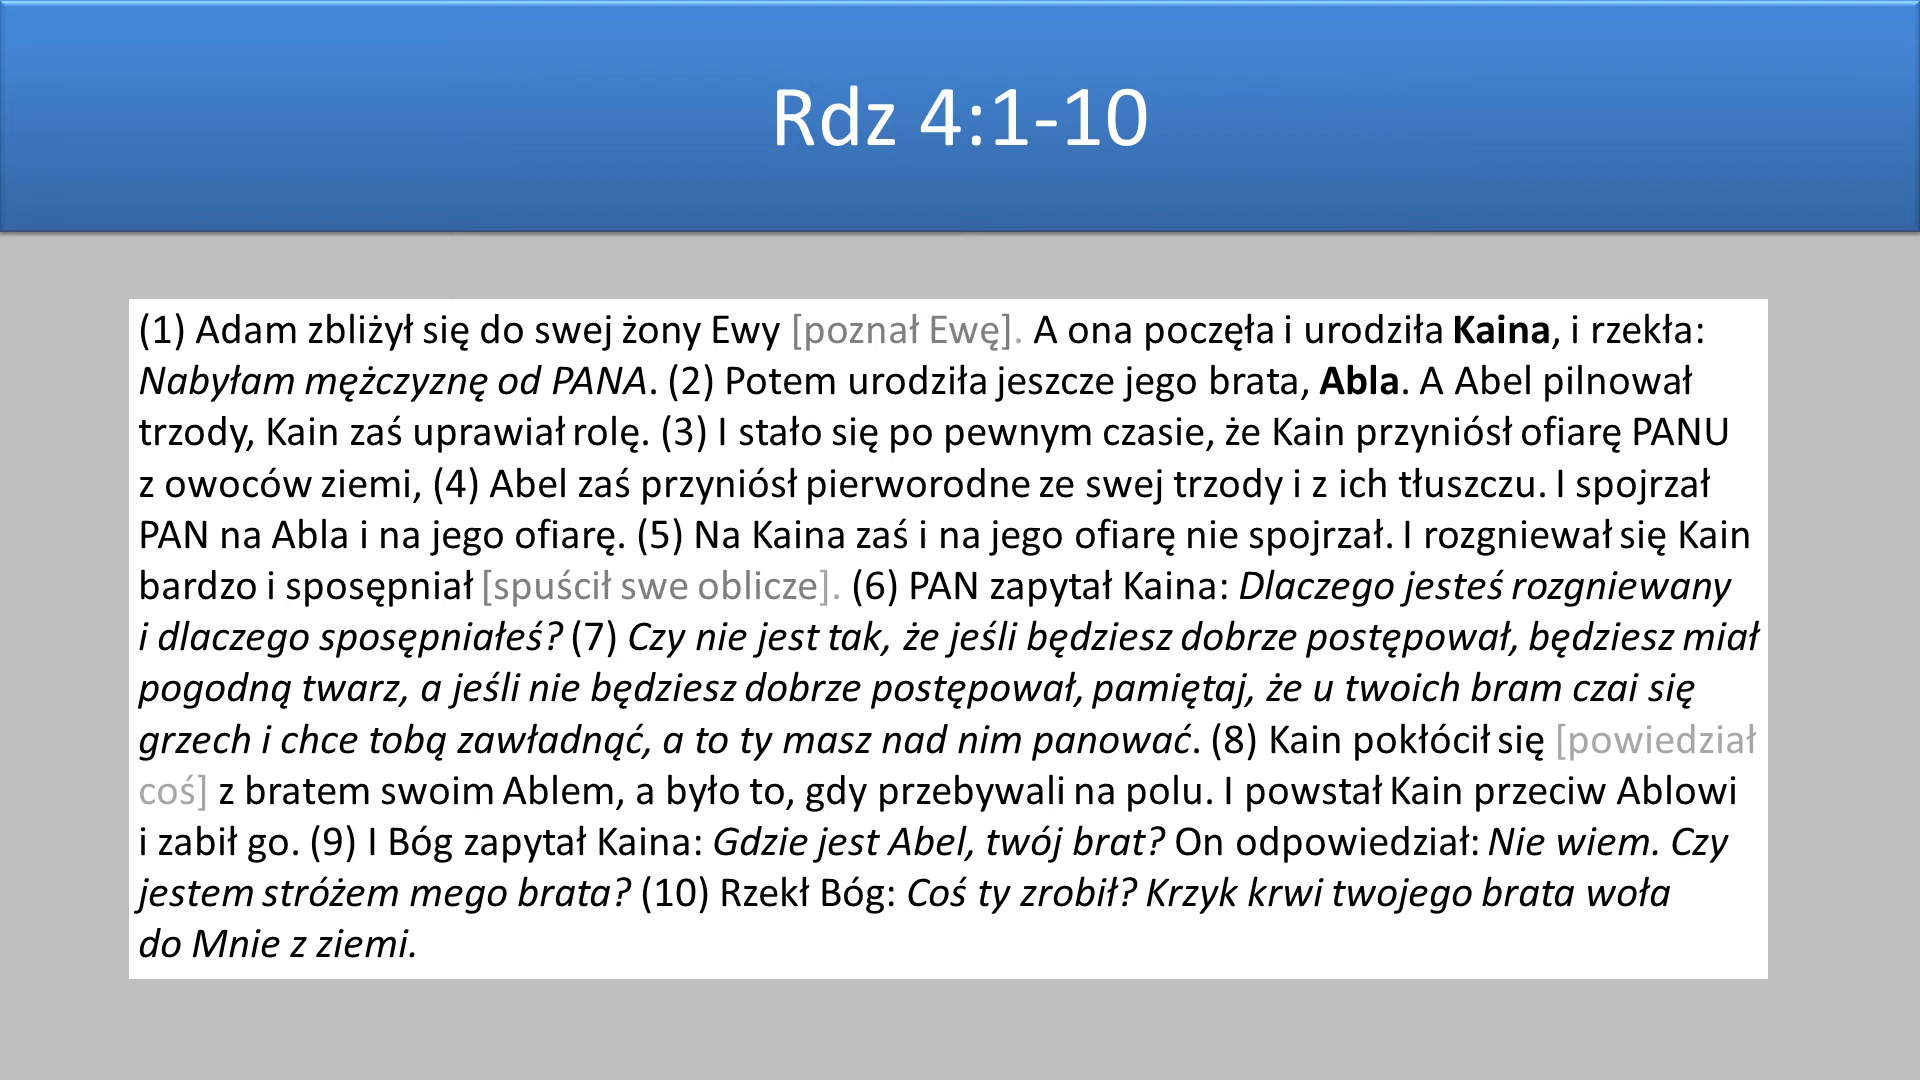 Rdz 4:1-10
(1) Adam zbliżył się do swej żony Ewy [poznał Ewę]. A ona poczęła i urodziła Kaina, i rzekła:
Nabyłam mężczyznę od PANA. (2) Potem urodziła jeszcze jego brata, Abla. A Abel pilnował
trzody, Kain zaś uprawiał rolę. (3) I stało się po pewnym czasie, że Kain przyniósł ofiarę PANU
z owoców ziemi, (4) Abel zaś przyniósł pierworodne ze swej trzody i z ich tłuszczu. I spojrzał
PAN na Abla i na jego ofiarę. (5) Na Kaina zaś i na jego ofiarę nie spojrzał. I rozgniewał się Kain
bardzo i sposępniał [spuścił swe oblicze]. (6) PAN zapytał Kaina: Dlaczego jesteś rozgniewany
i dlaczego sposępniałeś? (7) Czy nie jest tak, że jeśli będziesz dobrze postępował, będziesz miał
pogodną twarz, a jeśli nie będziesz dobrze postępował, pamiętaj, że u twoich bram czai się
grzech i chce tobą zawładnąć, a to ty masz nad nim panować. (8) Kain pokłócił się [powiedział
coś] z bratem swoim Ablem, a było to, gdy przebywali na polu. I powstał Kain przeciw Ablowi
i zabił go. (9) I Bóg zapytał Kaina: Gdzie jest Abel, twój brat? On odpowiedział: Nie wiem. Czy
jestem stróżem mego brata? (10) Rzekł Bóg: Coś ty zrobił? Krzyk krwi twojego brata woła
do Mnie z ziemi.